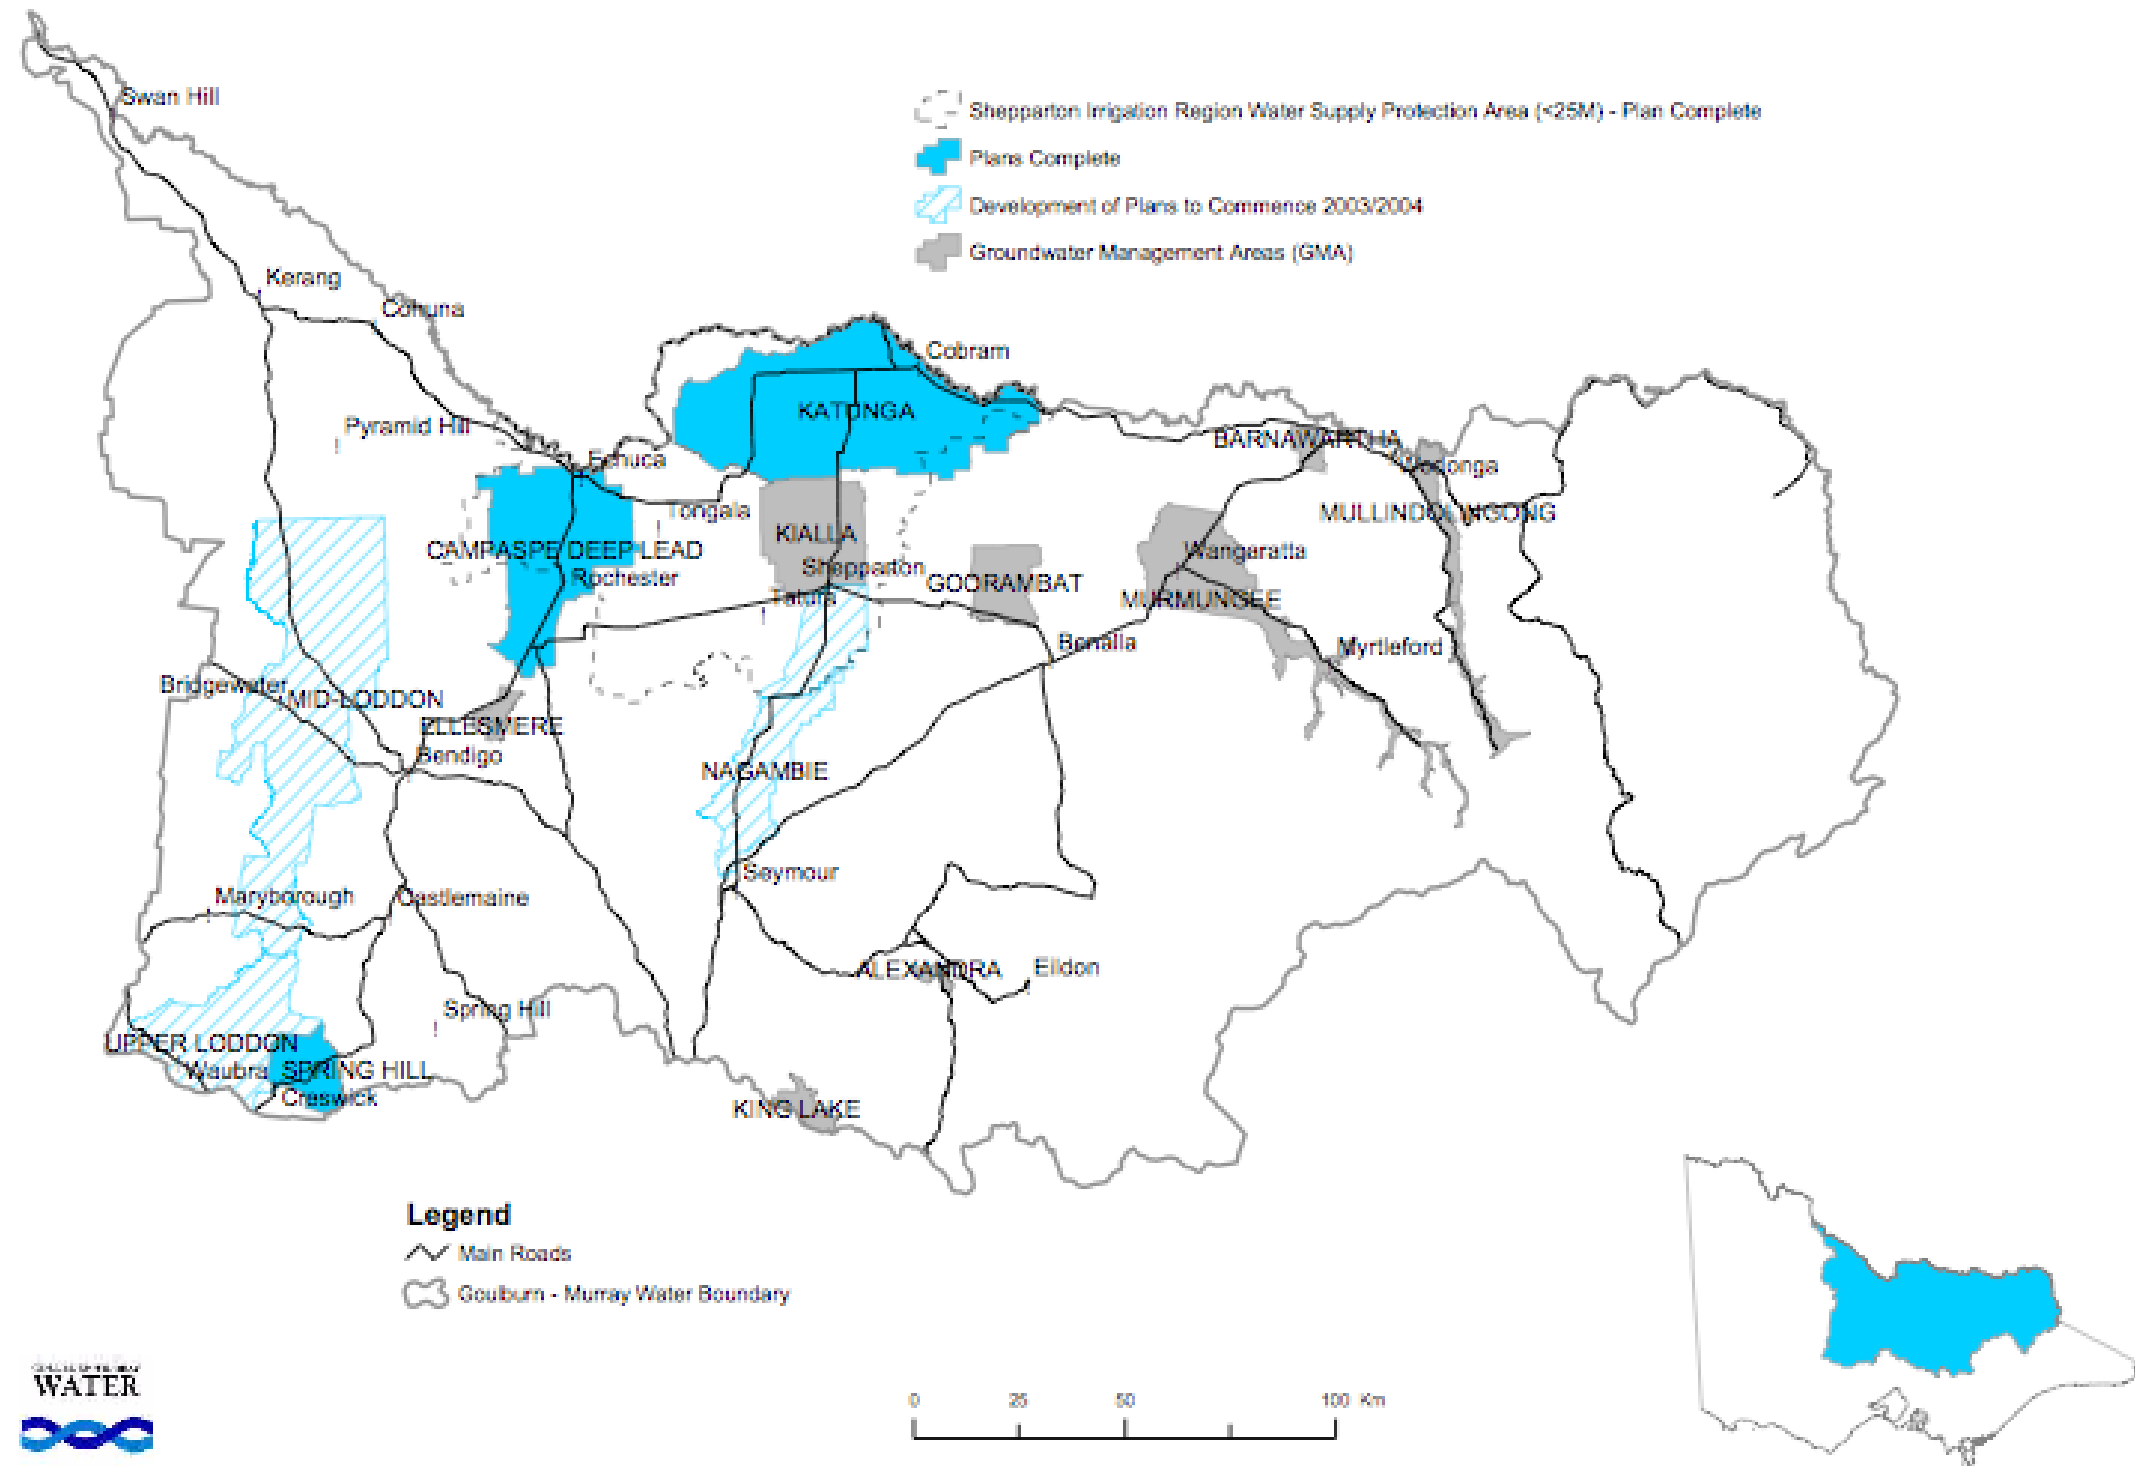 Swan Hill
Shepparton Irrigation Region Water Supply Protection Area (<25M) - Plan Complete
Plans Complete
Development of Plans to Commence 2003/2004
Groundwater Management Areas (GMA)
Kerang
Cohuna
Cobram
KATUNGA
Pyramid Hill
BARNAWARTHA
Echuca
Wodonga
Tongala
MULLINDOLINGONG
KIALLA
CAMPASPE DEEP LEAD
Wangaratta
Shepparton
Rochester
GOORAMBAT
Tatura
MURMUNGEE
Benalla
Myrtleford
Bridgewater
MID-LODDON
ELLESMERE
Bendigo
NAGAMBIE
Seymour
Maryborough
Castlemaine
ALEXANDRA
Eildon
Spring Hill
UPPER LODDON
Waubra
SPRING HILL
Creswick
KING LAKE
Legend
Main Roads
Goulburn - Murray Water Boundary
WATER
0 25 50 100 Km